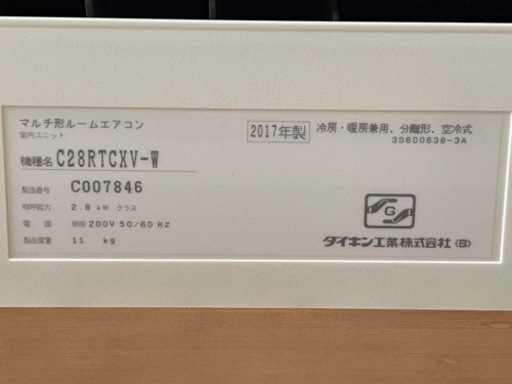 マルチ形ルームエアコン
室内ユニット
2017年製
冷房・暖房兼用、分離形、空冷式
3S600638-3A
機種名 C28RTCXV-W
製造番号 C007846
称呼能力 2.8 kW クラス
電源 単相 200V 50/60 Hz
製品質量 11 kg
G
ダイキン工業株式会社 (B)